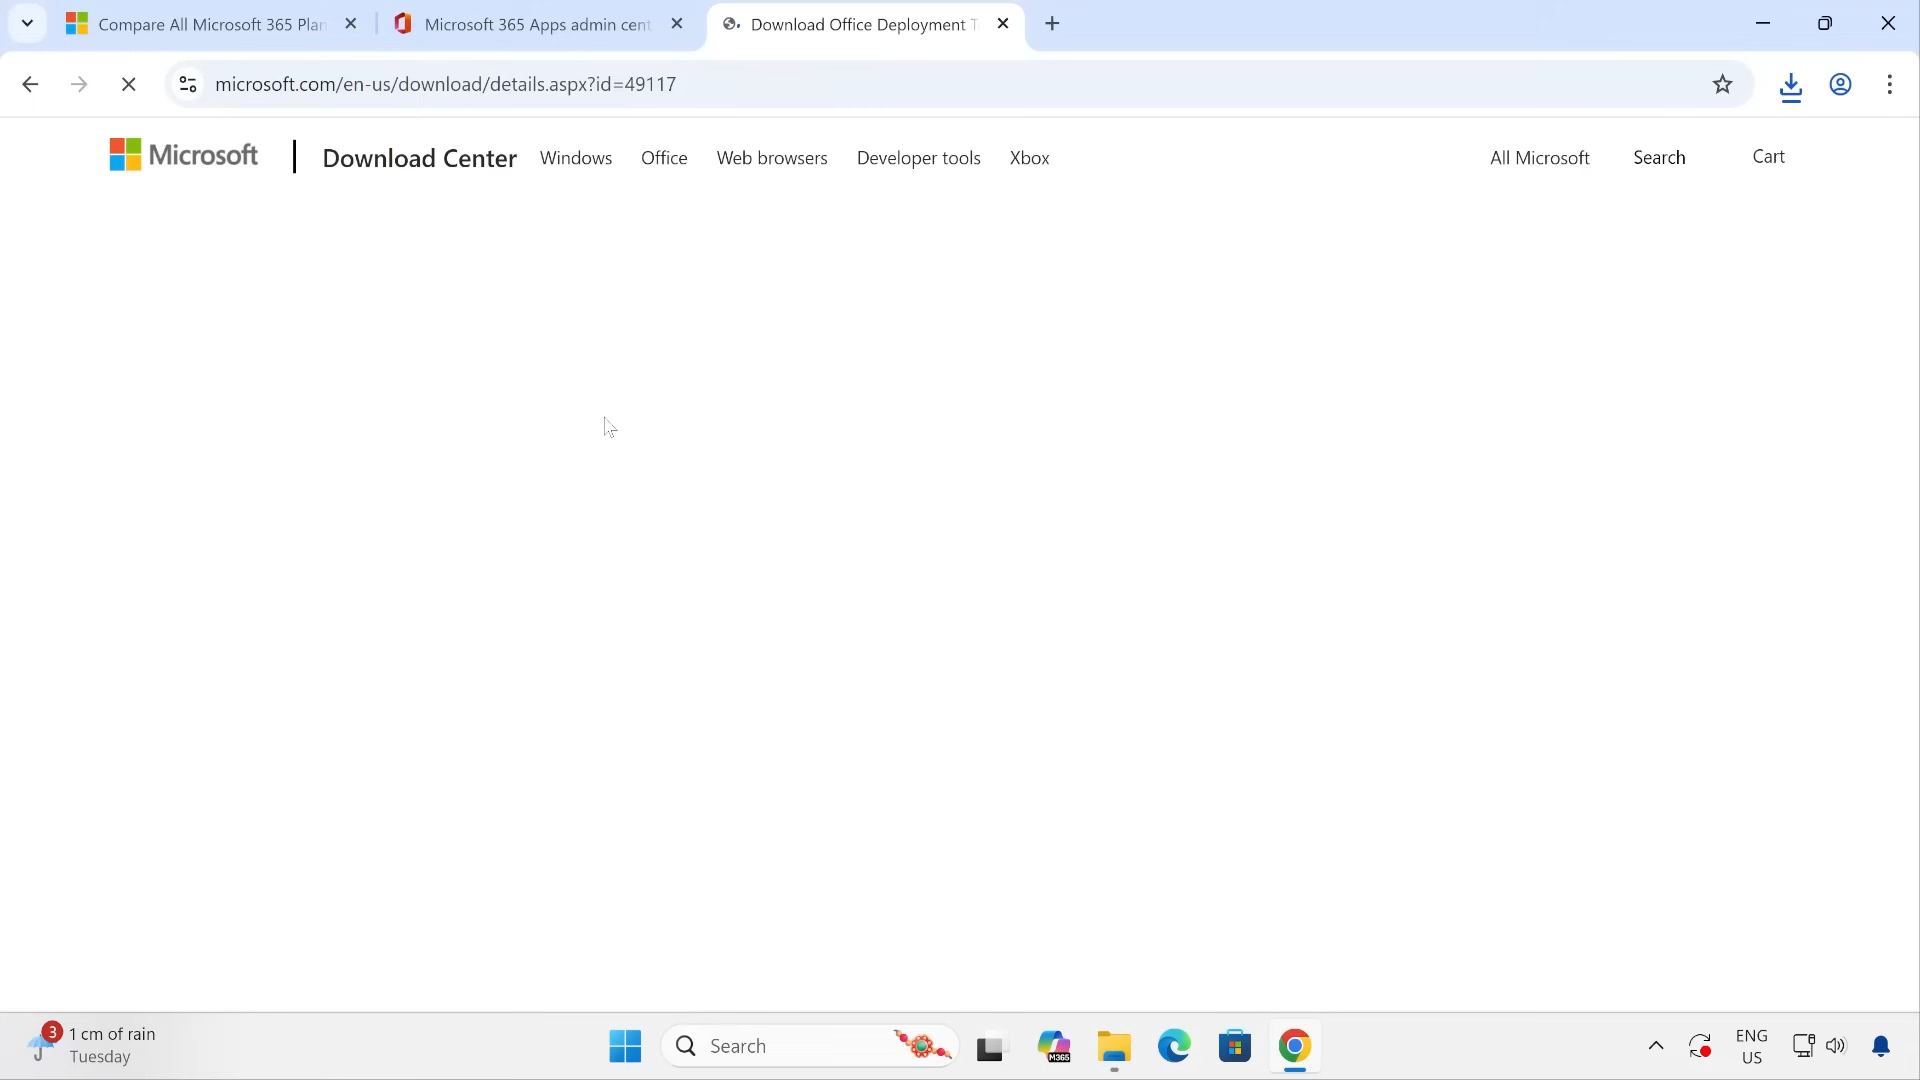 Compare All Microsoft 365 Plan
Microsoft 365 Apps admin cent
Download Office Deployment T
microsoft.com/en-us/download/details.aspx?id=49117
Microsoft
Download Center
Windows
Office
Web browsers
Developer tools
Xbox
All Microsoft
Search
Cart
3
1 cm of rain
Tuesday
Search
M365
ENG
US